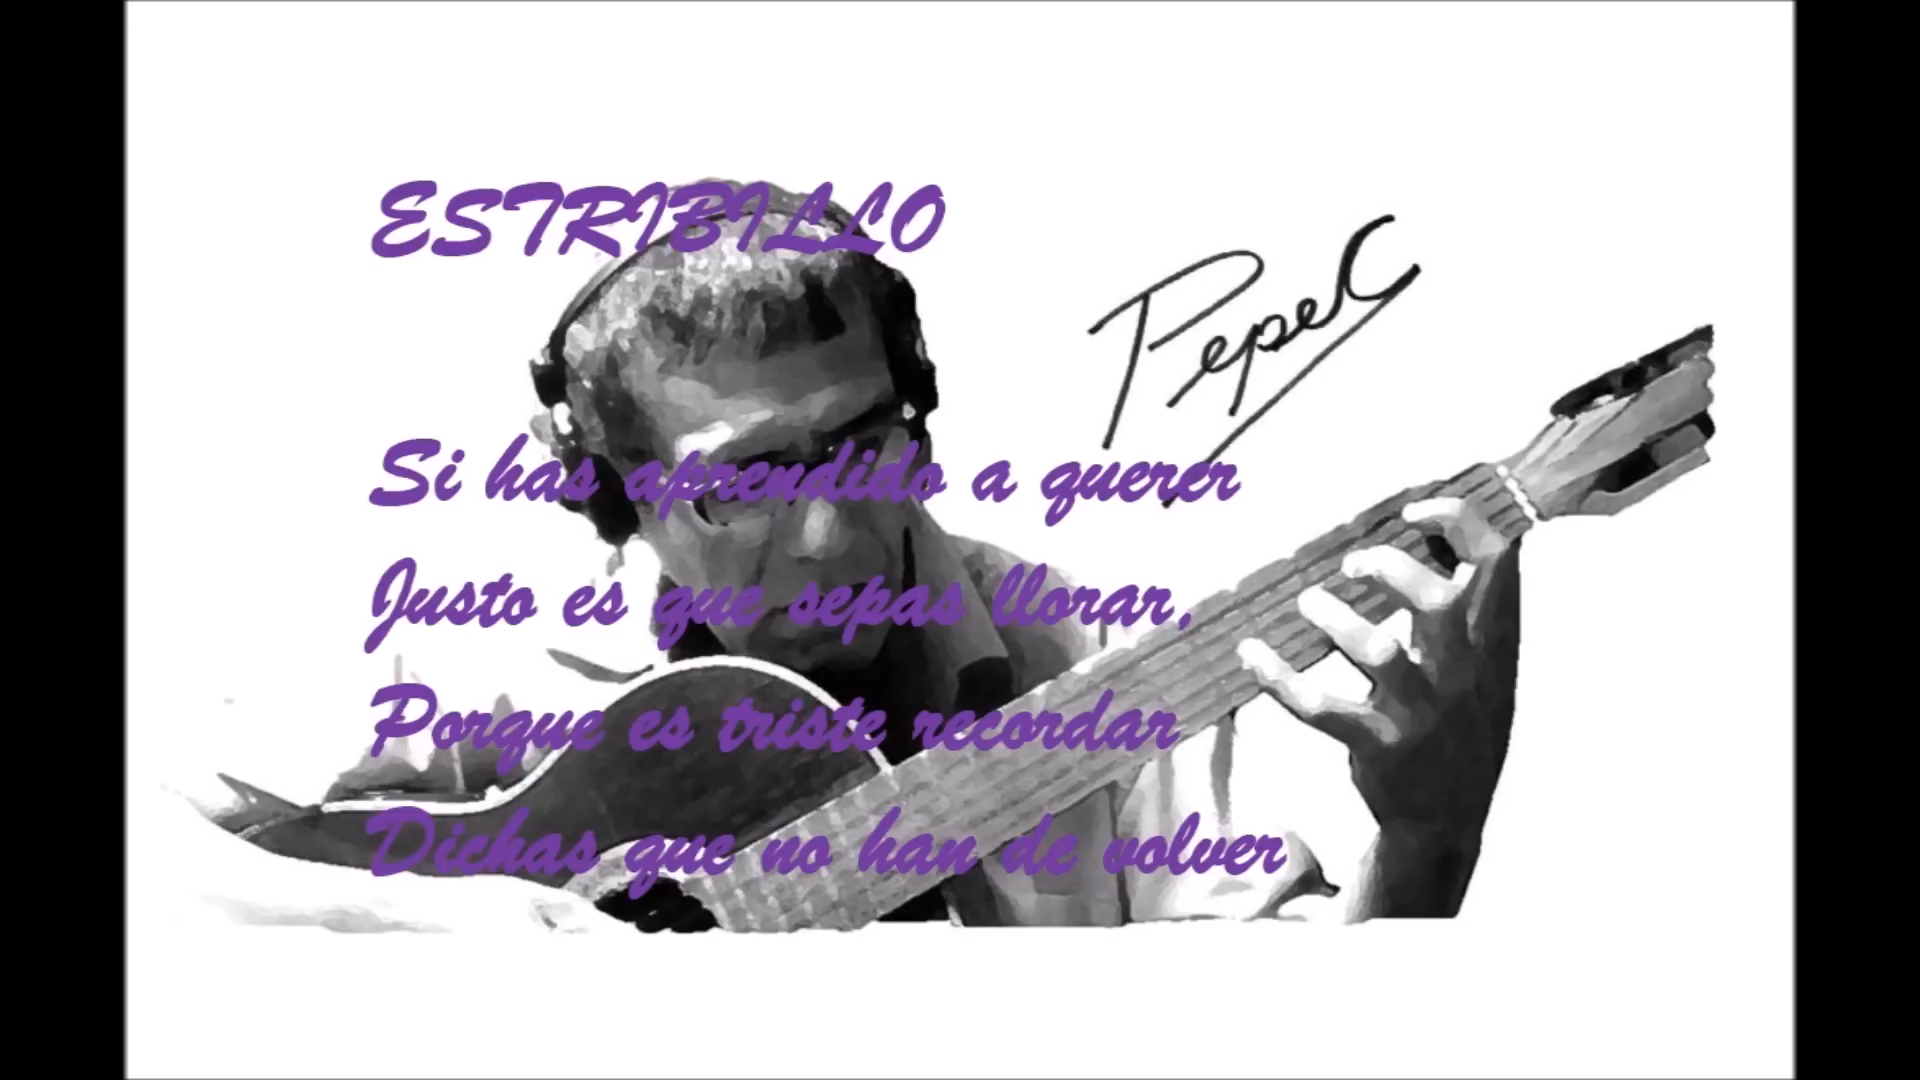 ESTRIBILLO
PepeC
Si has aprendido a querer
Justo es que sepas llorar,
Porque es triste recordar
Dichas que no han de volver